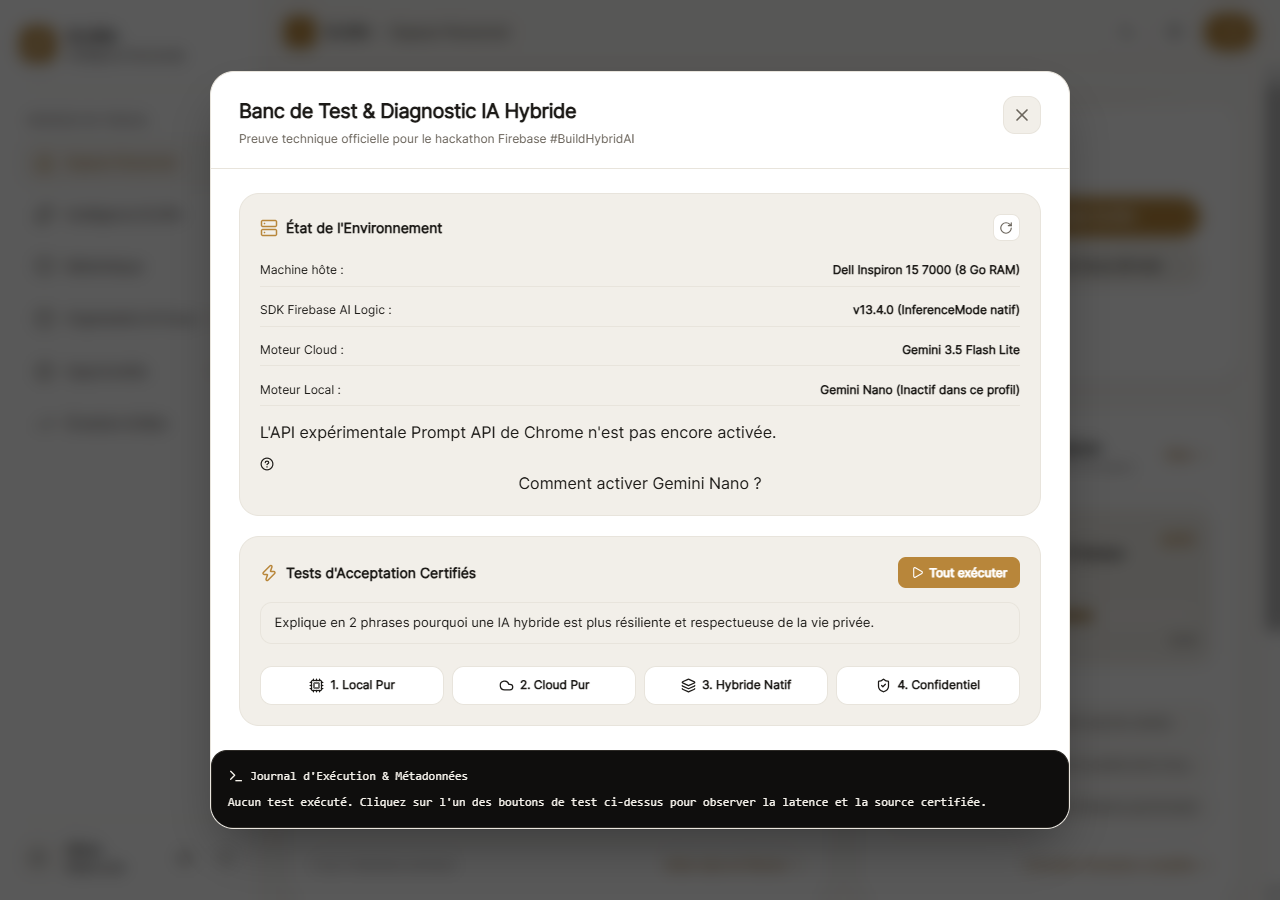 Banc de Test & Diagnostic IA Hybride
Preuve technique officielle pour le hackathon Firebase #BuildHybridAI
État de l'Environnement
Machine hôte : Dell Inspiron 15 7000 (8 Go RAM)
SDK Firebase AI Logic : v13.4.0 (InferenceMode natif)
Moteur Cloud : Gemini 3.5 Flash Lite
Moteur Local : Gemini Nano (Inactif dans ce profil)
L'API expérimentale Prompt API de Chrome n'est pas encore activée.
Comment activer Gemini Nano ?
Tests d'Acceptation Certifiés
Tout exécuter
Explique en 2 phrases pourquoi une IA hybride est plus résiliente et respectueuse de la vie privée.
1. Local Pur
2. Cloud Pur
3. Hybride Natif
4. Confidentiel
Journal d'Exécution & Métadonnées
Aucun test exécuté. Cliquez sur l'un des boutons de test ci-dessus pour observer la latence et la source certifiée.